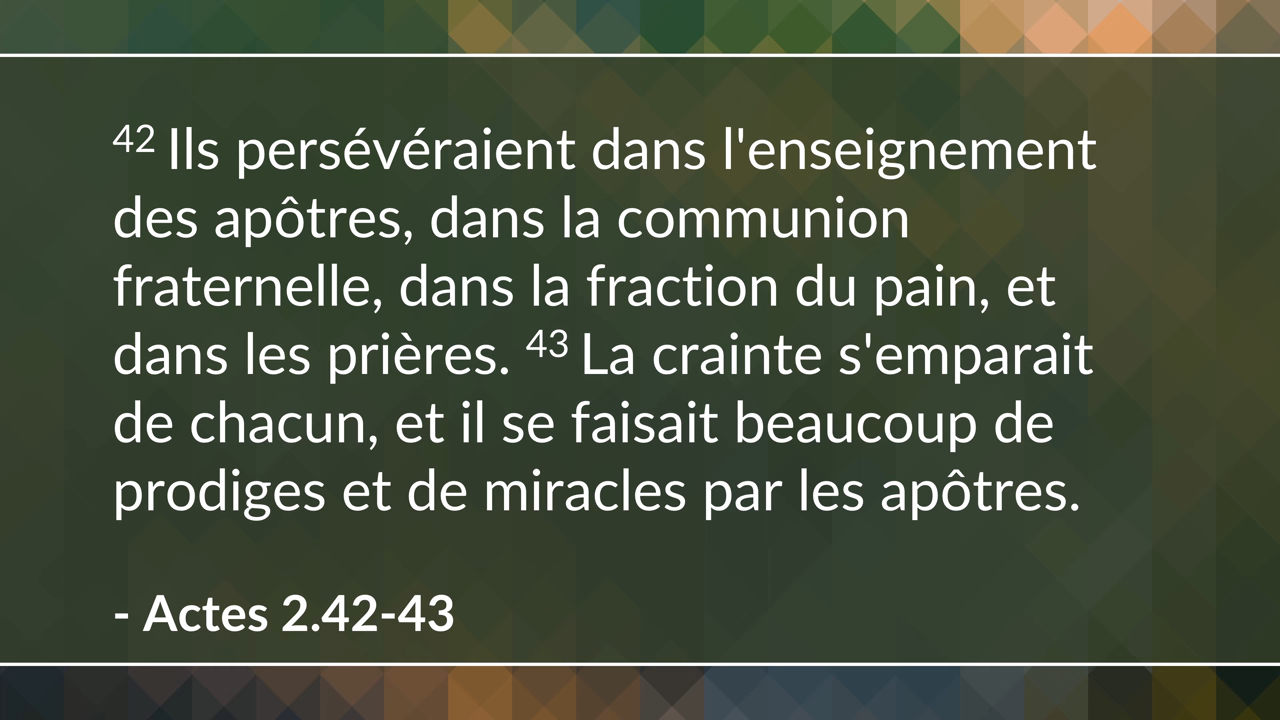 42 Ils persévéraient dans l'enseignement
des apôtres, dans la communion
fraternelle, dans la fraction du pain, et
dans les prières. 43 La crainte s'emparait
de chacun, et il se faisait beaucoup de
prodiges et de miracles par les apôtres.
- Actes 2.42-43